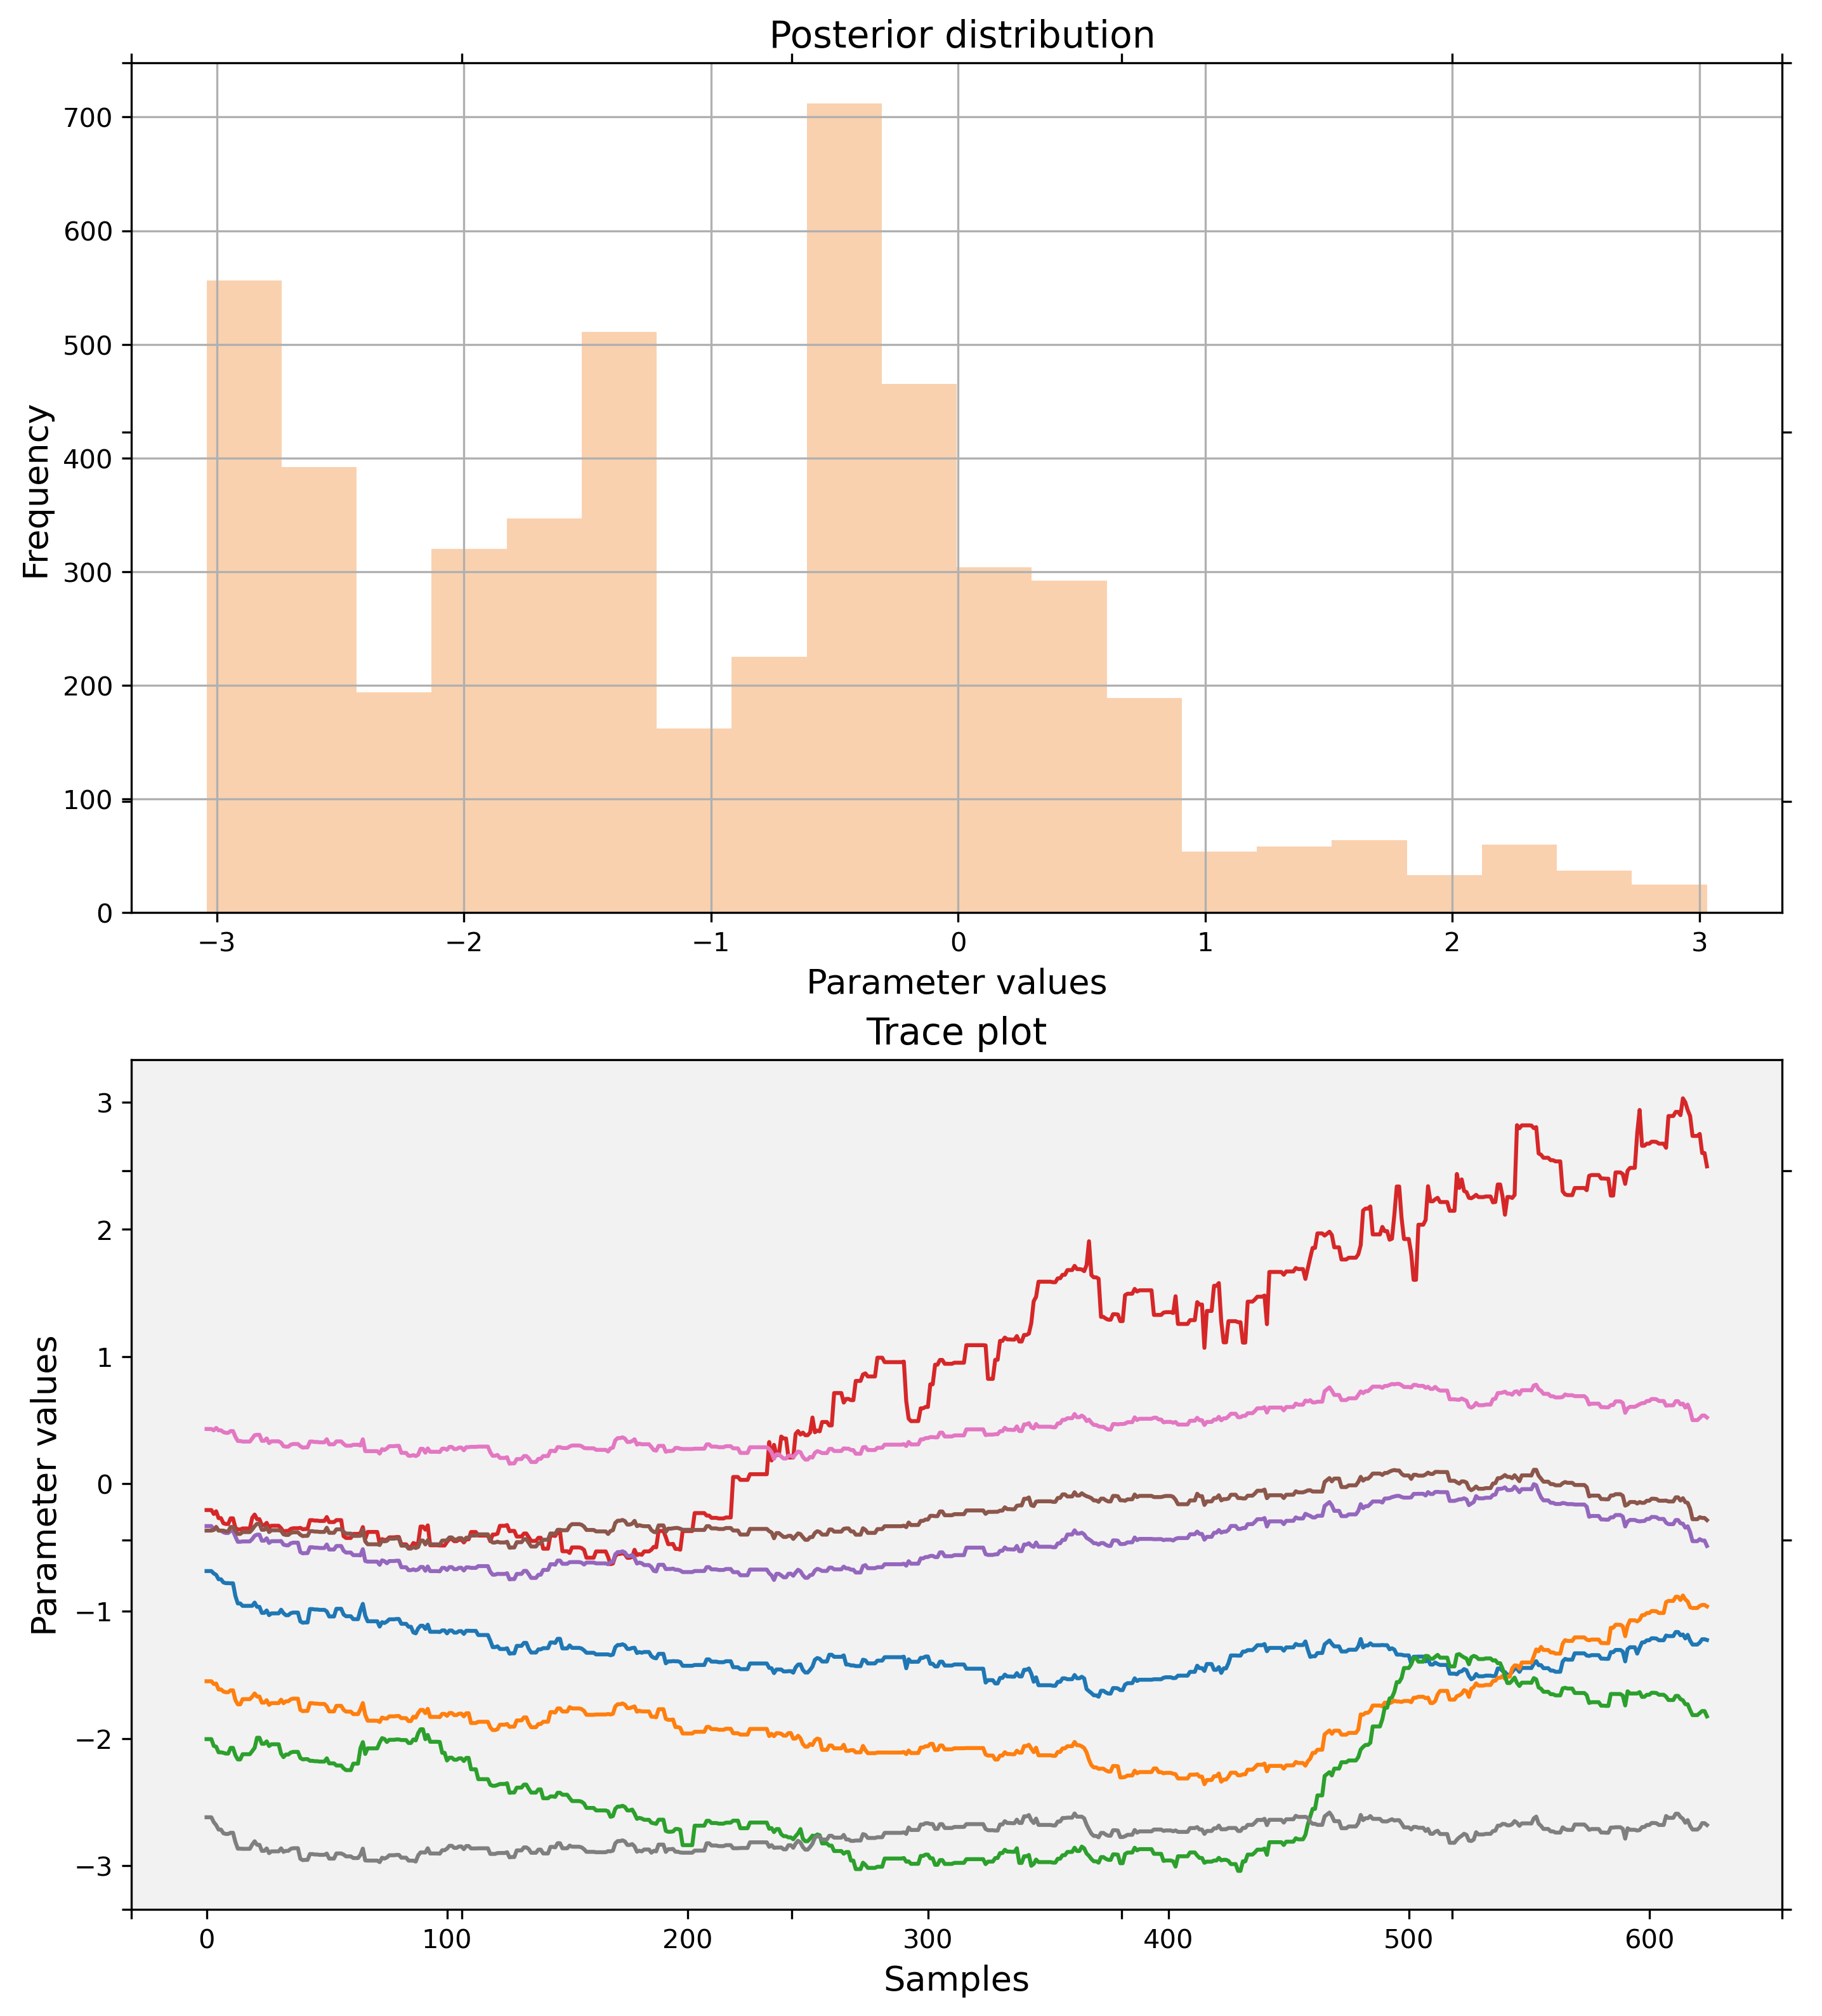 Posterior distribution
700
600
500
400
300
200
100
0
Frequency
−3 −2 −1 0 1 2 3
Parameter values
Trace plot
3
2
1
0
−1
−2
−3
Parameter values
0 100 200 300 400 500 600
Samples